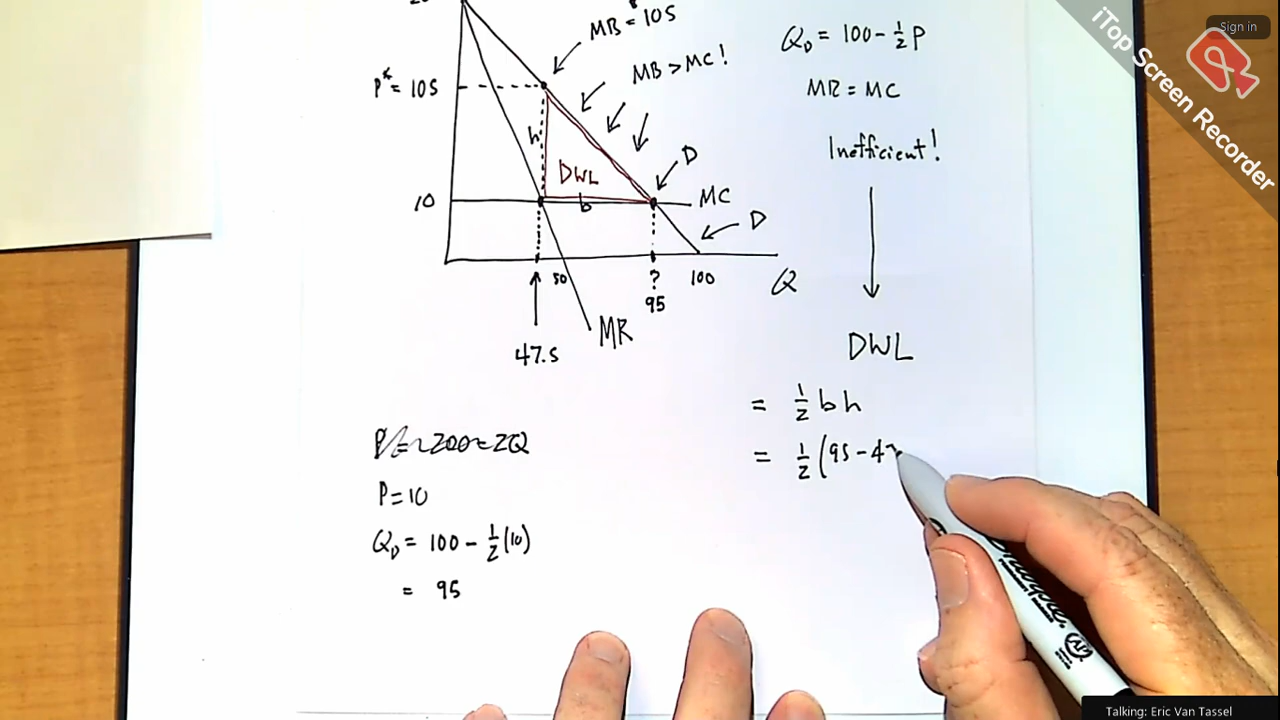 MB = 105
Q_D = 100 - 1/2 P
MB > MC!
P* = 105
MR = MC
Inefficient!
h
D
DWL
b
10
MC
D
50
?
100
Q
95
MR
47.5
DWL
= 1/2 b h
P = 200 - 2Q
= 1/2 (95 - 4
P = 10
Q_D = 100 - 1/2 (10)
= 95
iTop Screen Recorder
Sign in
Talking: Eric Van Tassel